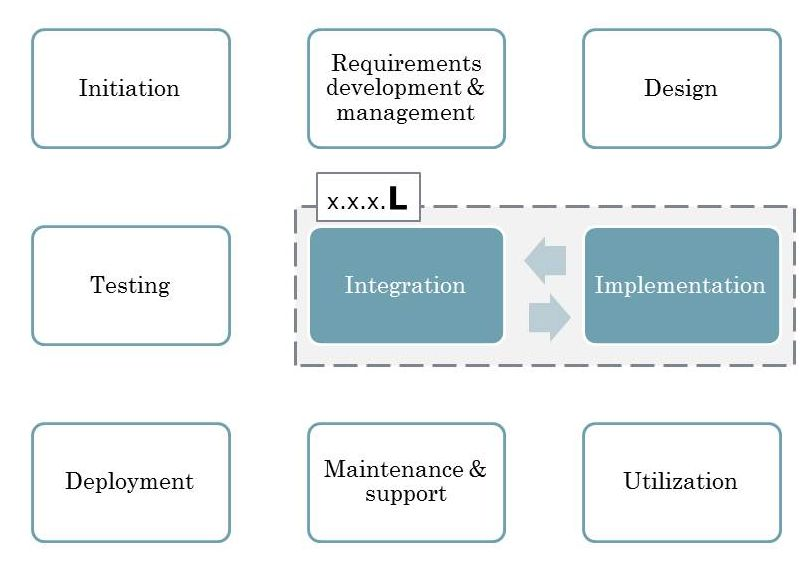 Initiation
Requirements
development &
management
Design
x.x.x.L
Testing
Integration
Implementation
Deployment
Maintenance &
support
Utilization